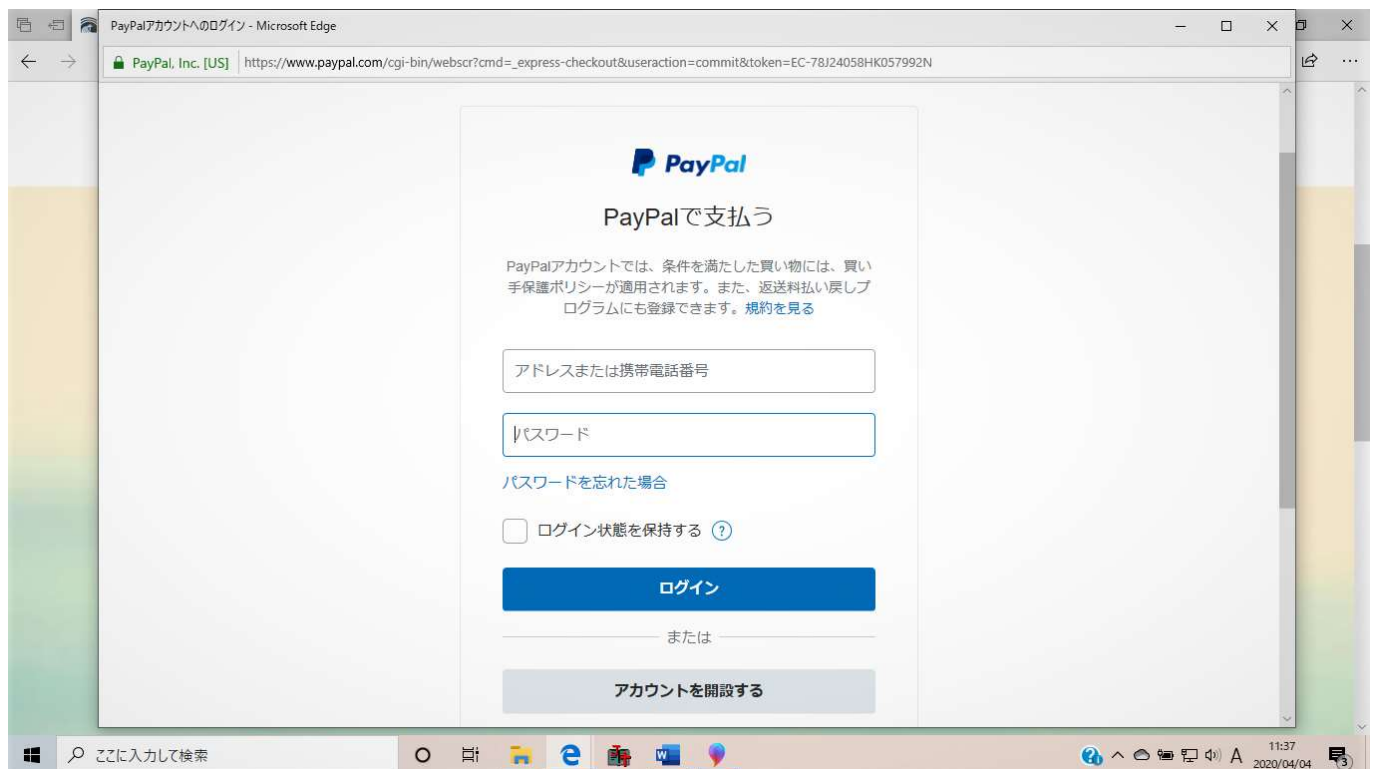 PayPalアカウントへのログイン - Microsoft Edge
PayPal, Inc. [US] https://www.paypal.com/cgi-bin/webscr?cmd=_express-checkout&useraction=commit&token=EC-78J24058HK057992N
PayPal
PayPalで支払う
PayPalアカウントでは、条件を満たした買い物には、買い
手保護ポリシーが適用されます。また、返送料払い戻しプ
ログラムにも登録できます。規約を見る
アドレスまたは携帯電話番号
パスワード
パスワードを忘れた場合
ログイン状態を保持する ?
ログイン
または
アカウントを開設する
ここに入力して検索
A
11:37
2020/04/04
3